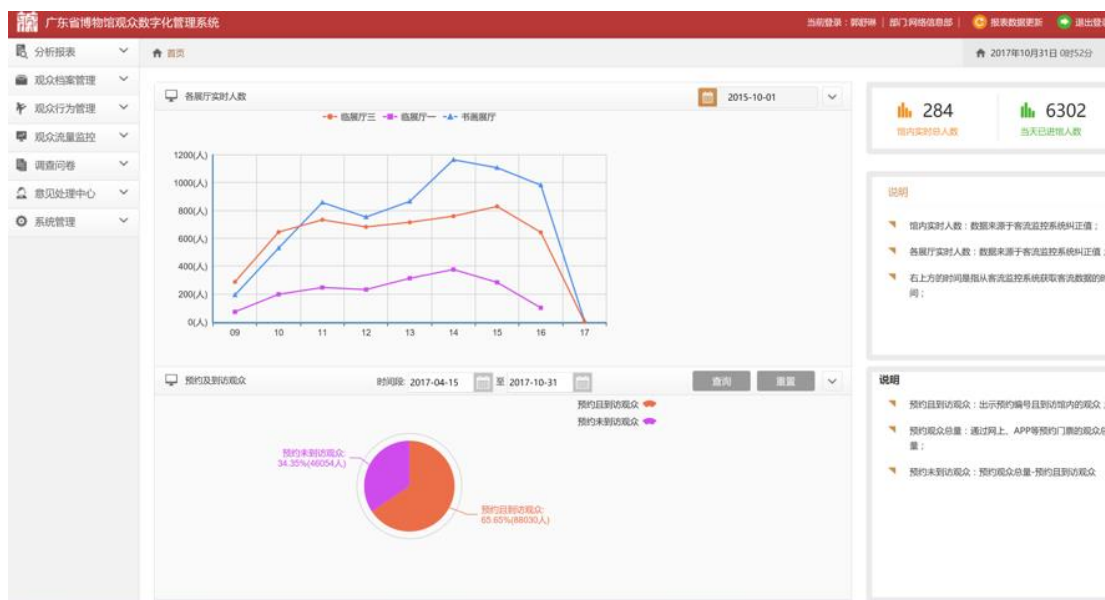 广东省博物馆观众数字化管理系统
当前登录：郭舒琳 | 部门网络信息部 | 报表数据更新 退出登
分析报表
观众档案管理
观众行为管理
观众流量监控
调查问卷
意见处理中心
系统管理
首页
2017年10月31日 0时52分
各展厅实时人数
2015-10-01
临展厅三 临展厅一 书画展厅
1200(人)
1000(人)
800(人)
600(人)
400(人)
200(人)
0(人)
09 10 11 12 13 14 15 16 17
284
馆内实时总人数
6302
当天已进馆人数
说明
馆内实时人数：数据来源于客流监控系统纠正值；
各展厅实时人数：数据来源于客流监控系统纠正值；
右上方的时间是指从客流监控系统获取客流数据的时
间；
预约及到访观众
时间段: 2017-04-15 至 2017-10-31
查询 重置
预约且到访观众
预约未到访观众
预约未到访观众:
34.35%(46054人)
预约且到访观众:
65.65%(88030人)
说明
预约且到访观众：出示预约编号且到访馆内的观众；
预约观众总量：通过网上、APP等预约门票的观众总
量；
预约未到访观众：预约观众总量-预约且到访观众